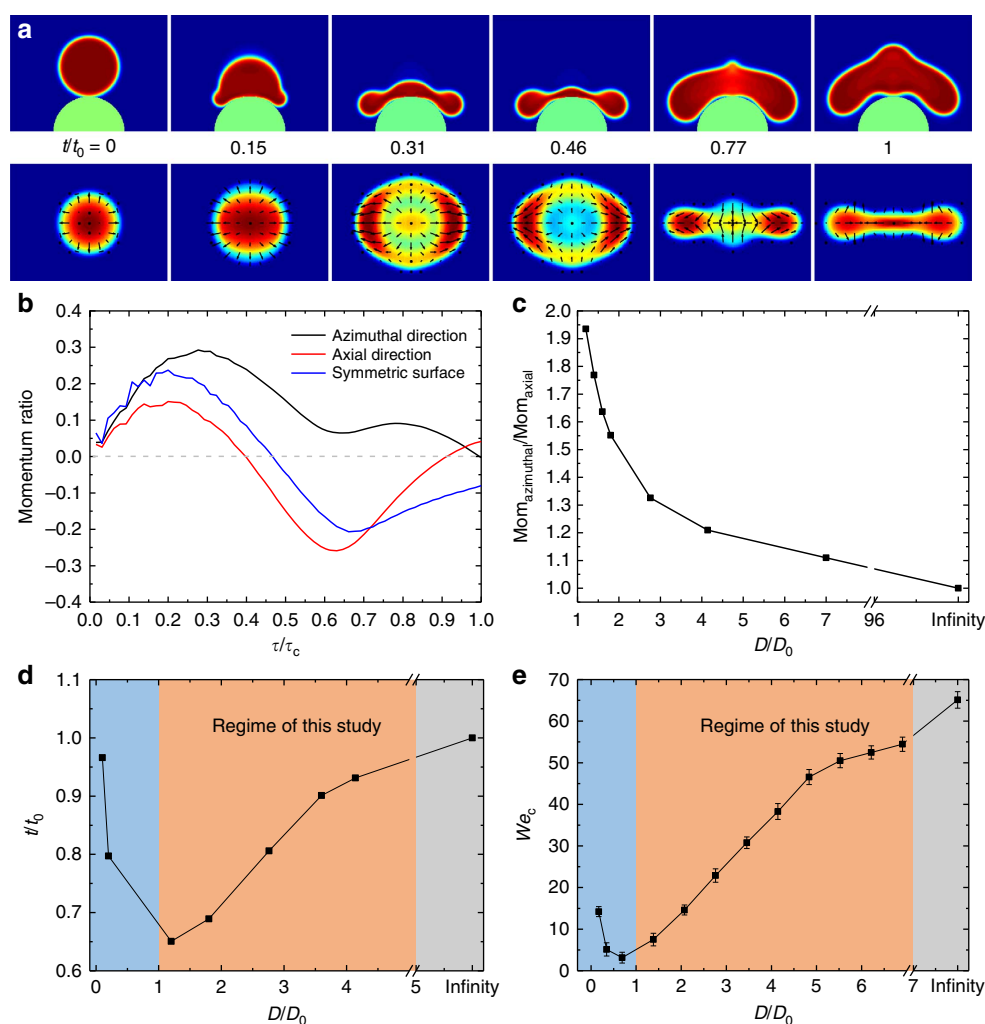 a
t/t0 = 0 0.15 0.31 0.46 0.77 1
b
0.4
0.3
0.2
0.1
0.0
−0.1
−0.2
−0.3
−0.4
Momentum ratio
Azimuthal direction
Axial direction
Symmetric surface
0.0 0.1 0.2 0.3 0.4 0.5 0.6 0.7 0.8 0.9 1.0
τ/τc
c
2.0
1.9
1.8
1.7
1.6
1.5
1.4
1.3
1.2
1.1
1.0
Momazimuthal/Momaxial
1 2 3 4 5 6 7 96 Infinity
D/D0
d
1.1
1.0
0.9
0.8
0.7
0.6
t/t0
Regime of this study
0 1 2 3 4 5 Infinity
D/D0
e
70
60
50
40
30
20
10
0
Wec
Regime of this study
0 1 2 3 4 5 6 7 Infinity
D/D0